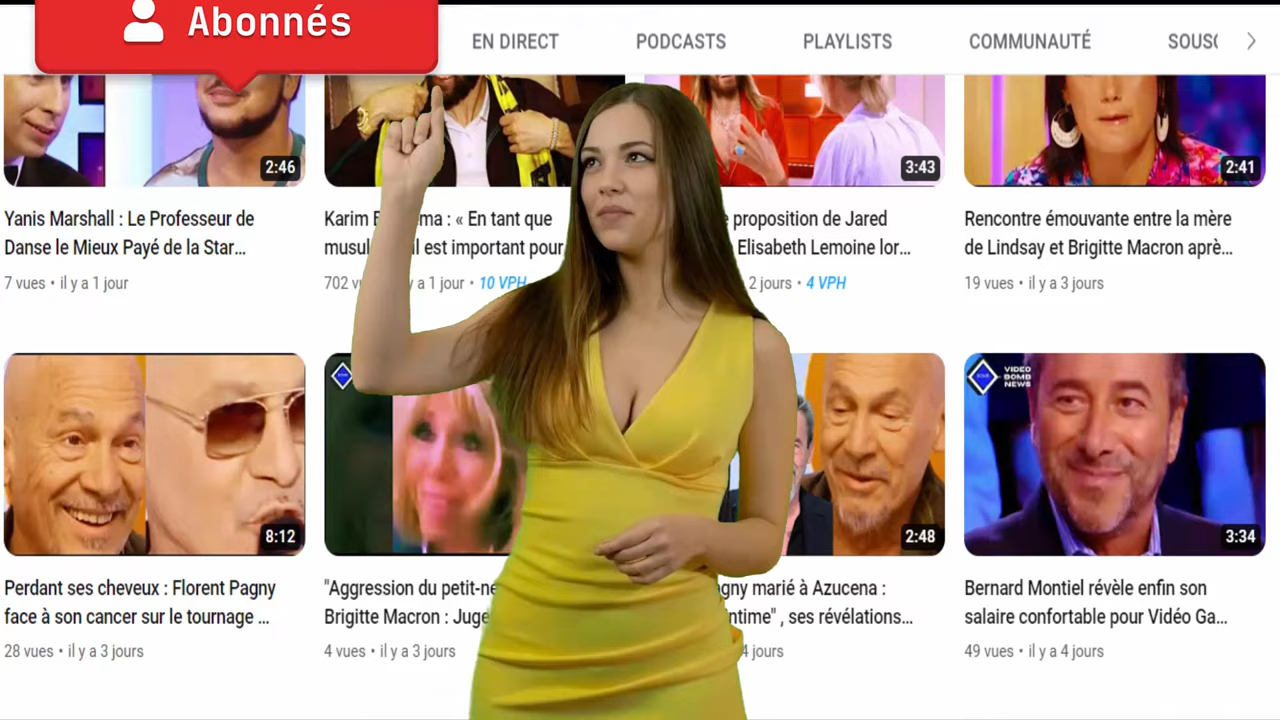 Abonnés
EN DIRECT PODCASTS PLAYLISTS COMMUNAUTÉ
2:46
3:43
2:41
Yanis Marshall : Le Professeur de
Danse le Mieux Payé de la Star...
7 vues • il y a 1 jour
Karim : « En tant que
il est important pour
702 a 1 jour • 10 VPH
proposition de Jared
Elisabeth Lemoine lor...
2 jours • 4 VPH
Rencontre émouvante entre la mère
de Lindsay et Brigitte Macron aprè...
19 vues • il y a 3 jours
8:12
2:48
VIDEO
BOMB
NEWS
3:34
Perdant ses cheveux : Florent Pagny
face à son cancer sur le tournage ...
28 vues • il y a 3 jours
"Aggression du petit-ne
Brigitte Macron : Juge
4 vues • il y a 3 jours
marié à Azucena :
ntime" , ses révélations...
4 jours
Bernard Montiel révèle enfin son
salaire confortable pour Vidéo Ga...
49 vues • il y a 4 jours